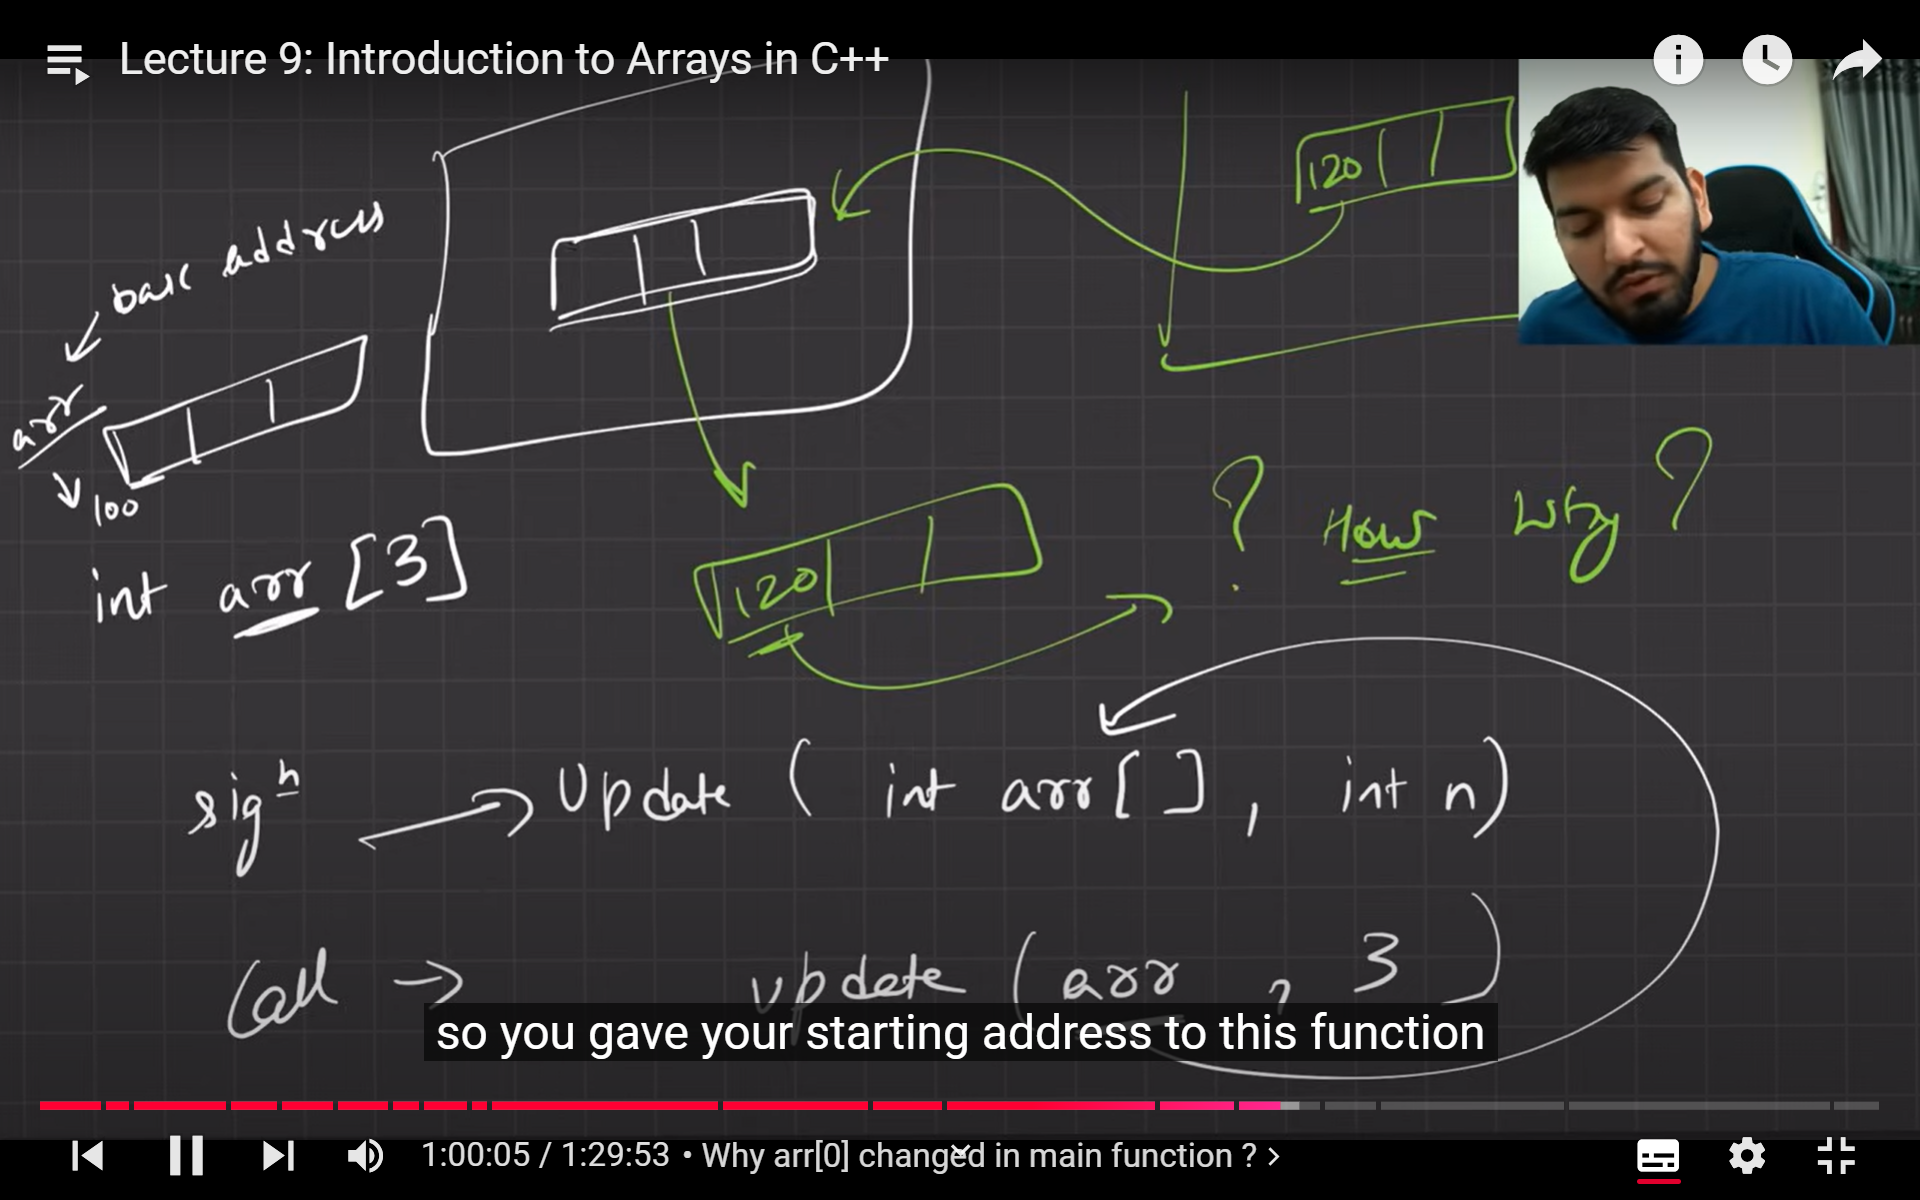 Lecture 9: Introduction to Arrays in C++
120
base address
arr
100
int arr [3]
120
? How Why ?
sigⁿ → Update ( int arr [ ] , int n)
Call → update ( arr , 3 )
so you gave your starting address to this function
1:00:05 / 1:29:53 • Why arr[0] changed in main function ? >